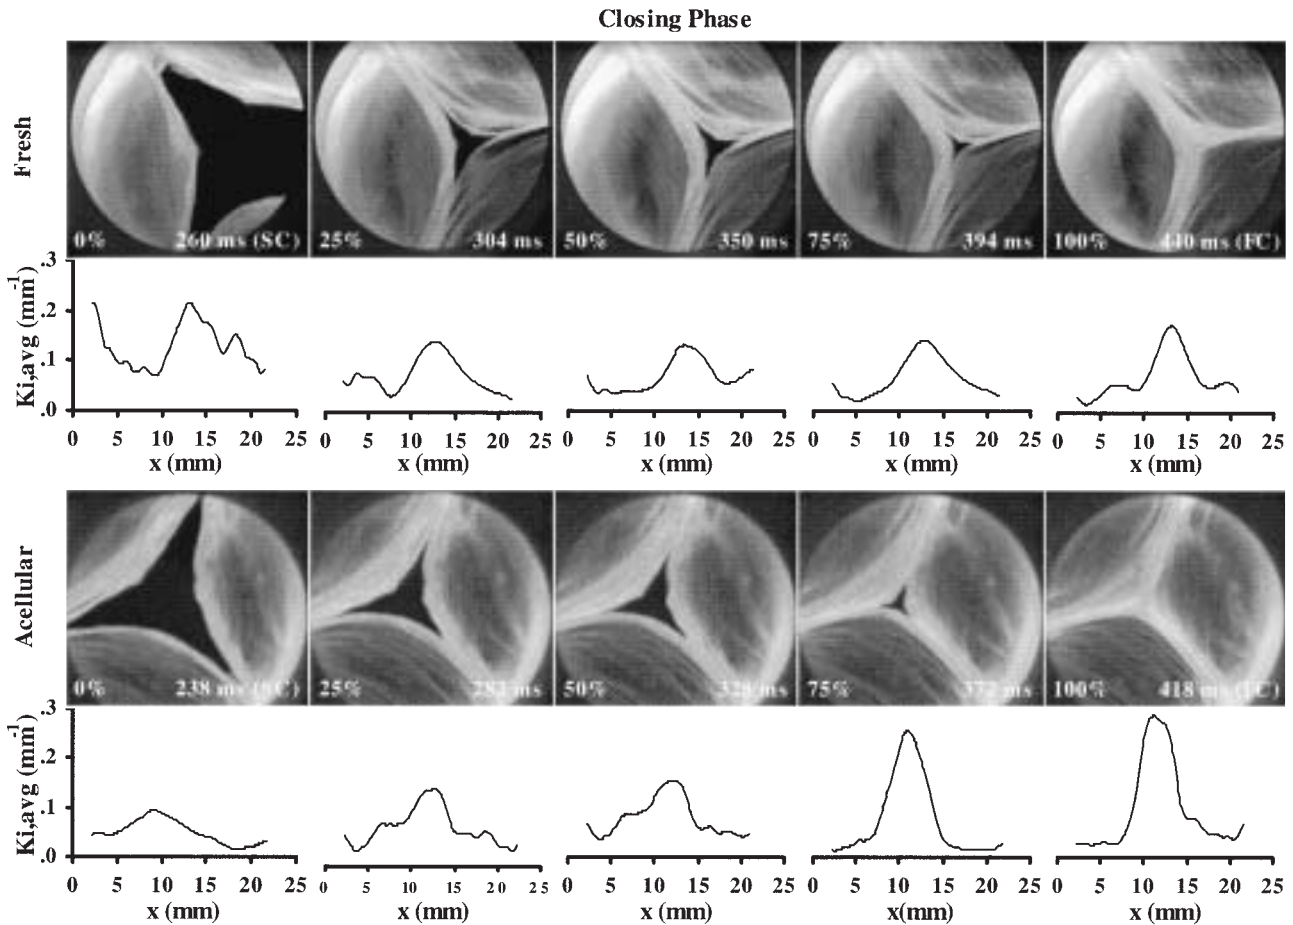 Closing Phase
Fresh
0% 260 ms (SC) 25% 304 ms 50% 350 ms 75% 394 ms 100% 440 ms (FC)
Ki,avg (mm-1)
.3
.2
.1
.0
0 5 10 15 20 25 0 5 10 15 20 25 0 5 10 15 20 25 0 5 10 15 20 25 0 5 10 15 20 25
x (mm) x (mm) x (mm) x (mm) x (mm)
Acellular
0% 238 ms (SC) 25% 282 ms 50% ms 75% 372 ms 100% 418 ms (FC)
Ki,avg (mm-1)
.3
.2
.1
.0
0 5 10 15 20 25 0 5 10 15 20 25 0 5 10 15 20 25 0 5 10 15 20 25 0 5 10 15 20 25
x (mm) x (mm) x (mm) x(mm) x (mm)